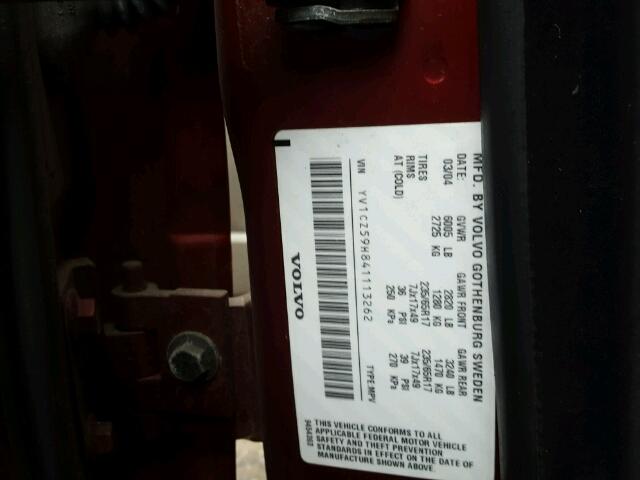 MFD. BY VOLVO GOTHENBURG SWEDEN
DATE: GVWR GAWR FRONT GAWR REAR
03/04 6005 LB 2820 LB 3240 LB
2725 KG 1280 KG 1470 KG
TIRES 235/65R17 235/65R17
RIMS 7Jx17x49 7Jx17x49
AT (COLD) 36 PSI 39 PSI
250 KPa 270 KPa
VIN YV1CZ59H841113262 TYPE:MPV
VOLVO
THIS VEHICLE CONFORMS TO ALL
APPLICABLE FEDERAL MOTOR VEHICLE
SAFETY AND THEFT PREVENTION
STANDARDS IN EFFECT ON THE DATE OF
MANUFACTURE SHOWN ABOVE.